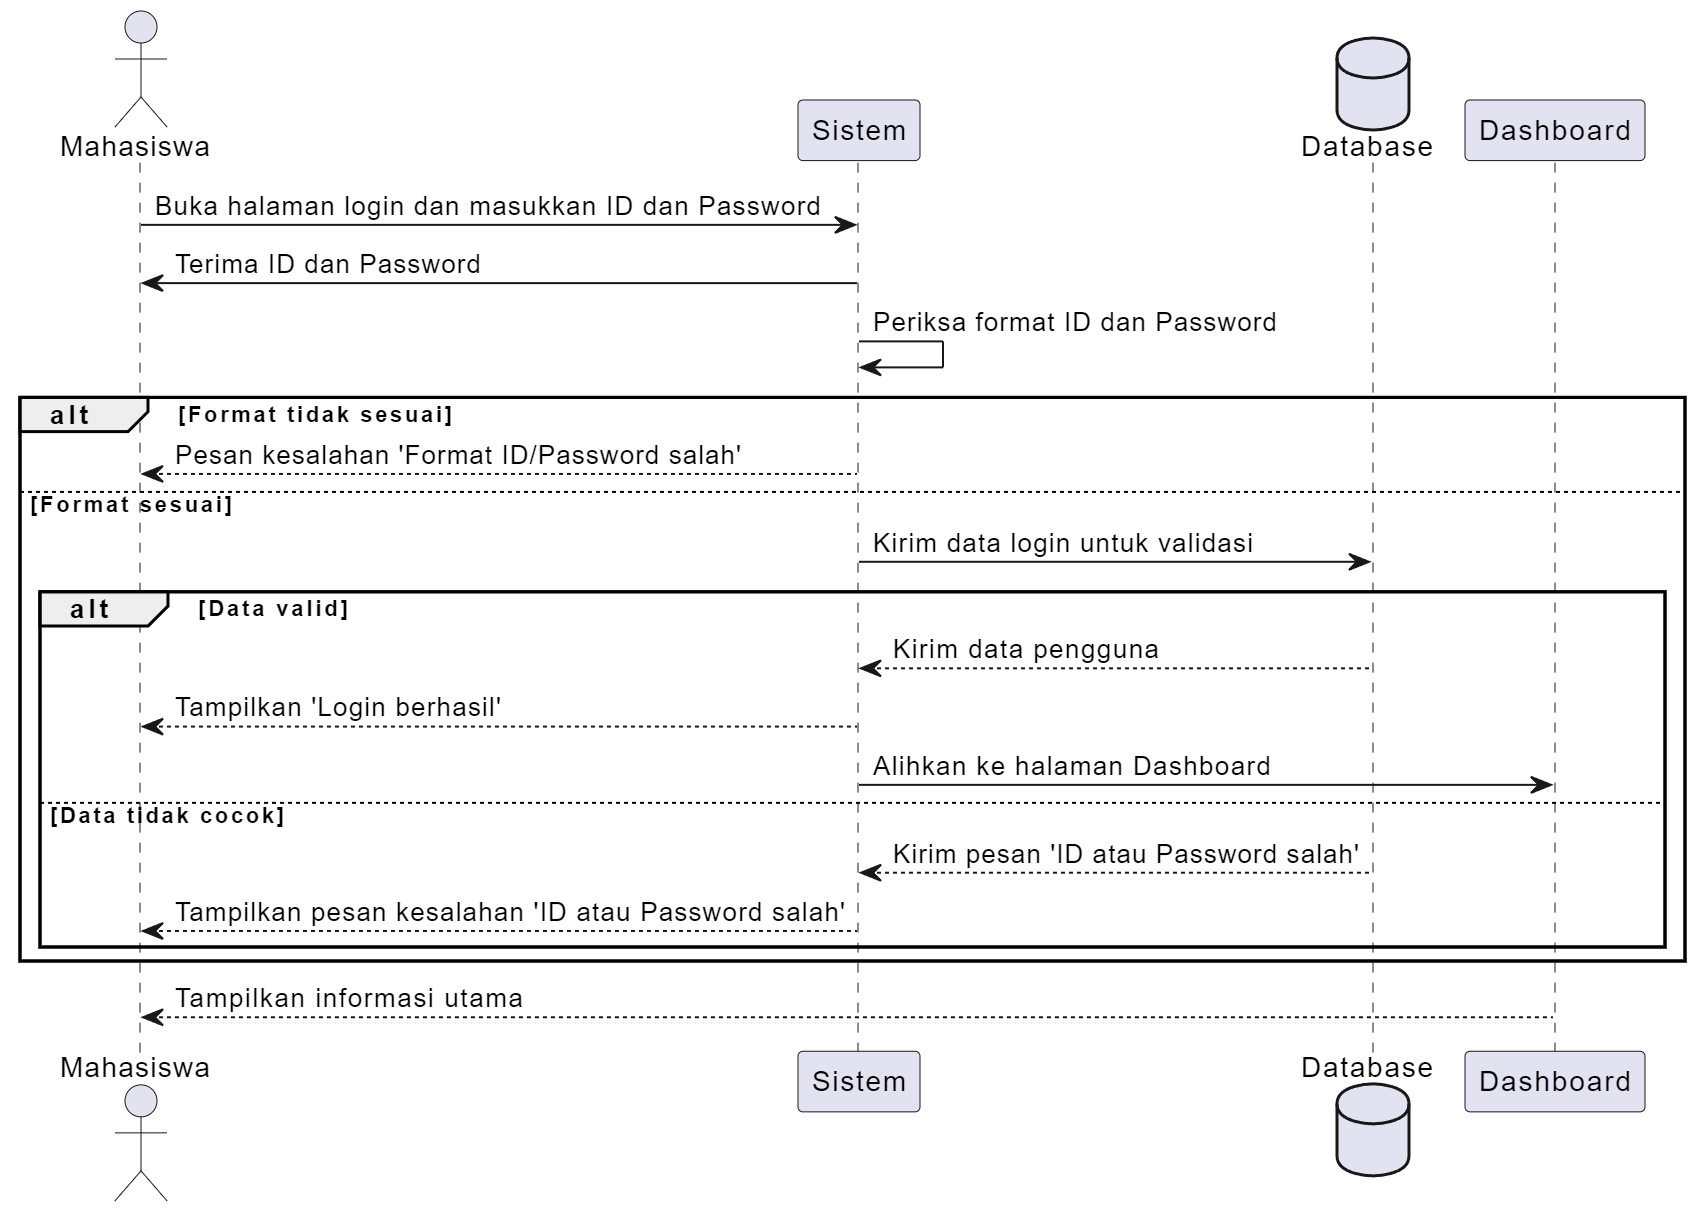 Mahasiswa
Sistem
Database
Dashboard
Buka halaman login dan masukkan ID dan Password
Terima ID dan Password
Periksa format ID dan Password
alt [Format tidak sesuai]
Pesan kesalahan 'Format ID/Password salah'
[Format sesuai]
Kirim data login untuk validasi
alt [Data valid]
Kirim data pengguna
Tampilkan 'Login berhasil'
Alihkan ke halaman Dashboard
[Data tidak cocok]
Kirim pesan 'ID atau Password salah'
Tampilkan pesan kesalahan 'ID atau Password salah'
Tampilkan informasi utama
Mahasiswa
Sistem
Database
Dashboard